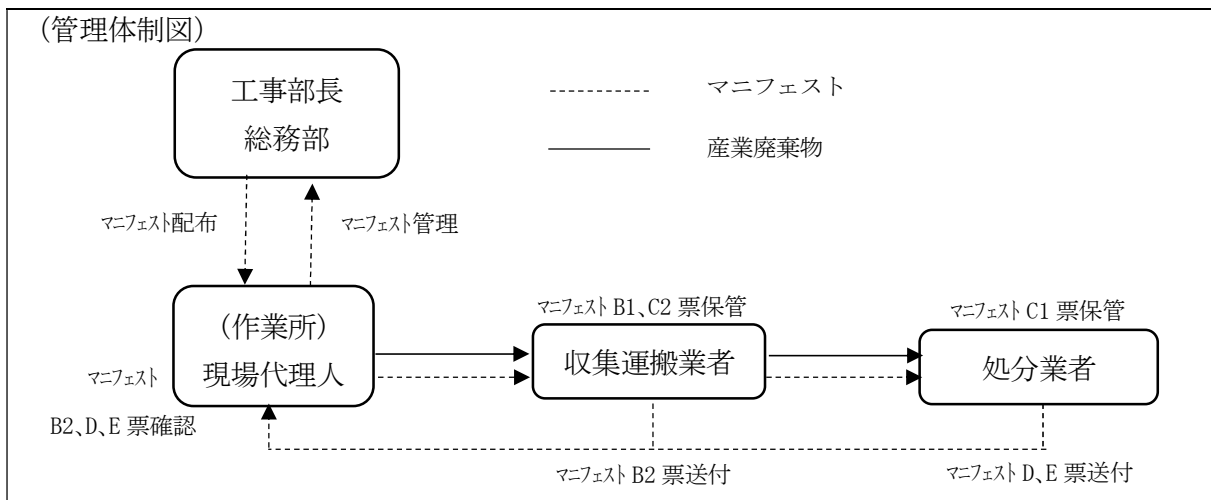 (管理体制図)
工事部長
総務部
マニフェスト
産業廃棄物
マニフェスト配布
マニフェスト管理
(作業所)
現場代理人
マニフェスト
B2、D、E 票確認
マニフェスト B1、C2 票保管
収集運搬業者
マニフェスト C1 票保管
処分業者
マニフェスト B2 票送付
マニフェスト D、E 票送付